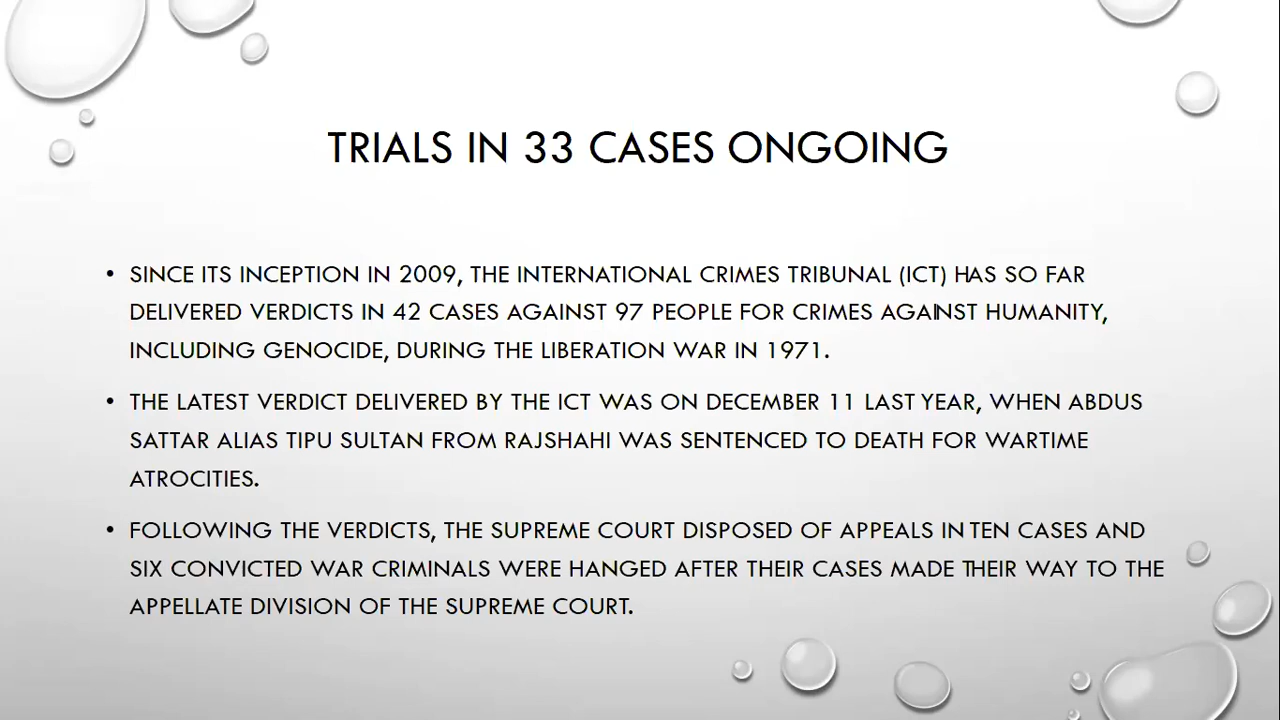 TRIALS IN 33 CASES ONGOING
• SINCE ITS INCEPTION IN 2009, THE INTERNATIONAL CRIMES TRIBUNAL (ICT) HAS SO FAR
DELIVERED VERDICTS IN 42 CASES AGAINST 97 PEOPLE FOR CRIMES AGAINST HUMANITY,
INCLUDING GENOCIDE, DURING THE LIBERATION WAR IN 1971.
• THE LATEST VERDICT DELIVERED BY THE ICT WAS ON DECEMBER 11 LAST YEAR, WHEN ABDUS
SATTAR ALIAS TIPU SULTAN FROM RAJSHAHI WAS SENTENCED TO DEATH FOR WARTIME
ATROCITIES.
• FOLLOWING THE VERDICTS, THE SUPREME COURT DISPOSED OF APPEALS IN TEN CASES AND
SIX CONVICTED WAR CRIMINALS WERE HANGED AFTER THEIR CASES MADE THEIR WAY TO THE
APPELLATE DIVISION OF THE SUPREME COURT.